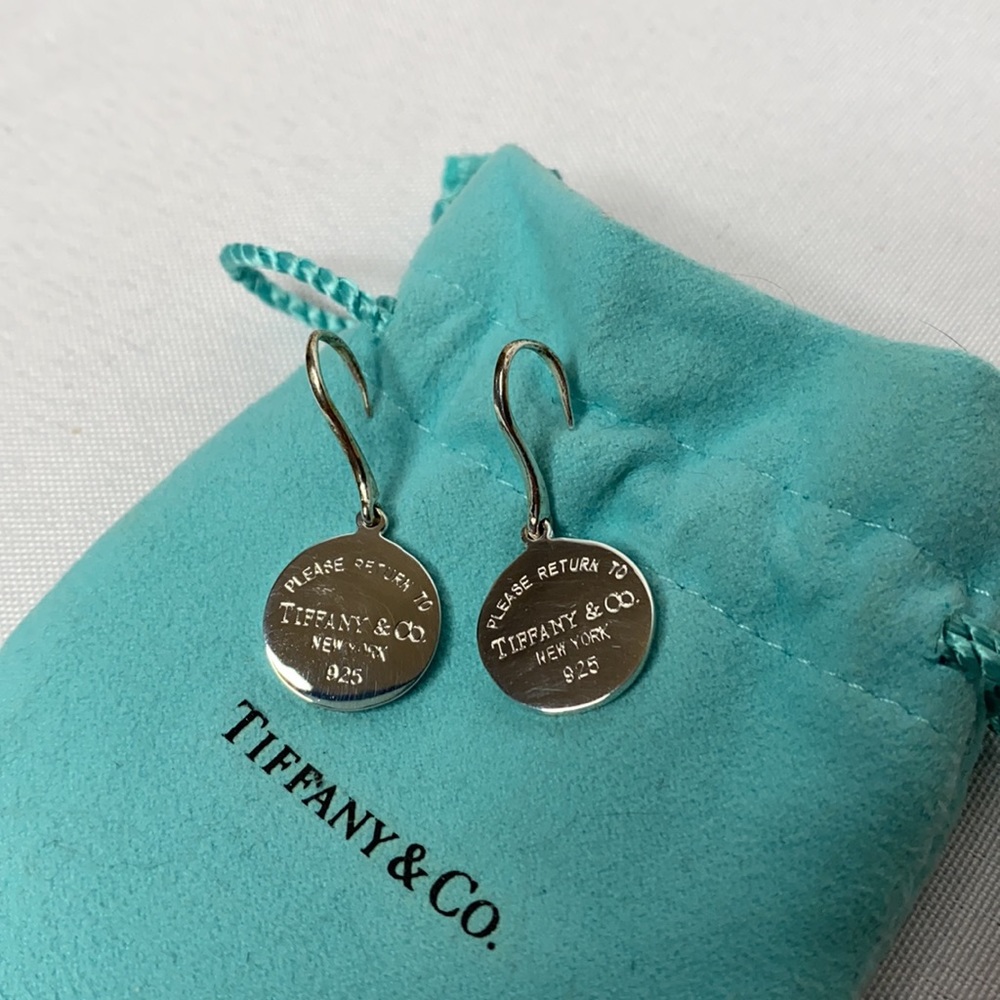 PLEASE RETURN TO
TIFFANY & CO.
NEW YORK
925
PLEASE RETURN TO
TIFFANY & CO.
NEW YORK
925
TIFFANY & CO.